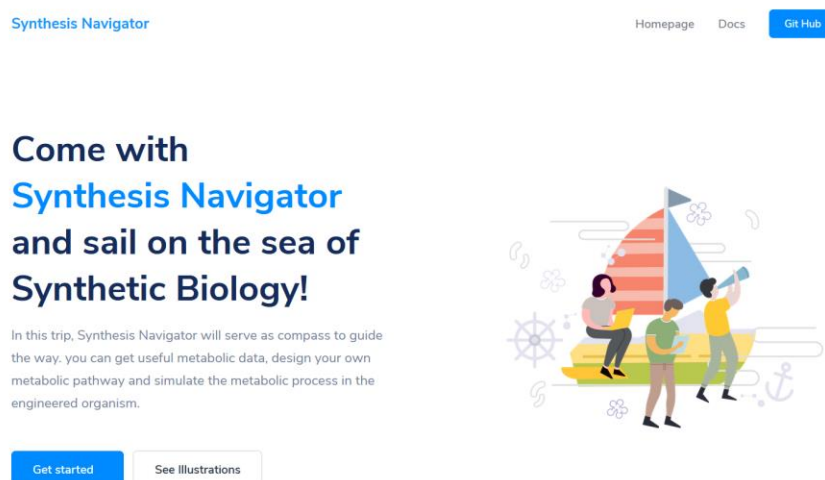 Synthesis Navigator
Homepage Docs Git Hub
Come with
Synthesis Navigator
and sail on the sea of
Synthetic Biology!
In this trip, Synthesis Navigator will serve as compass to guide
the way. you can get useful metabolic data, design your own
metabolic pathway and simulate the metabolic process in the
engineered organism.
Get started See Illustrations